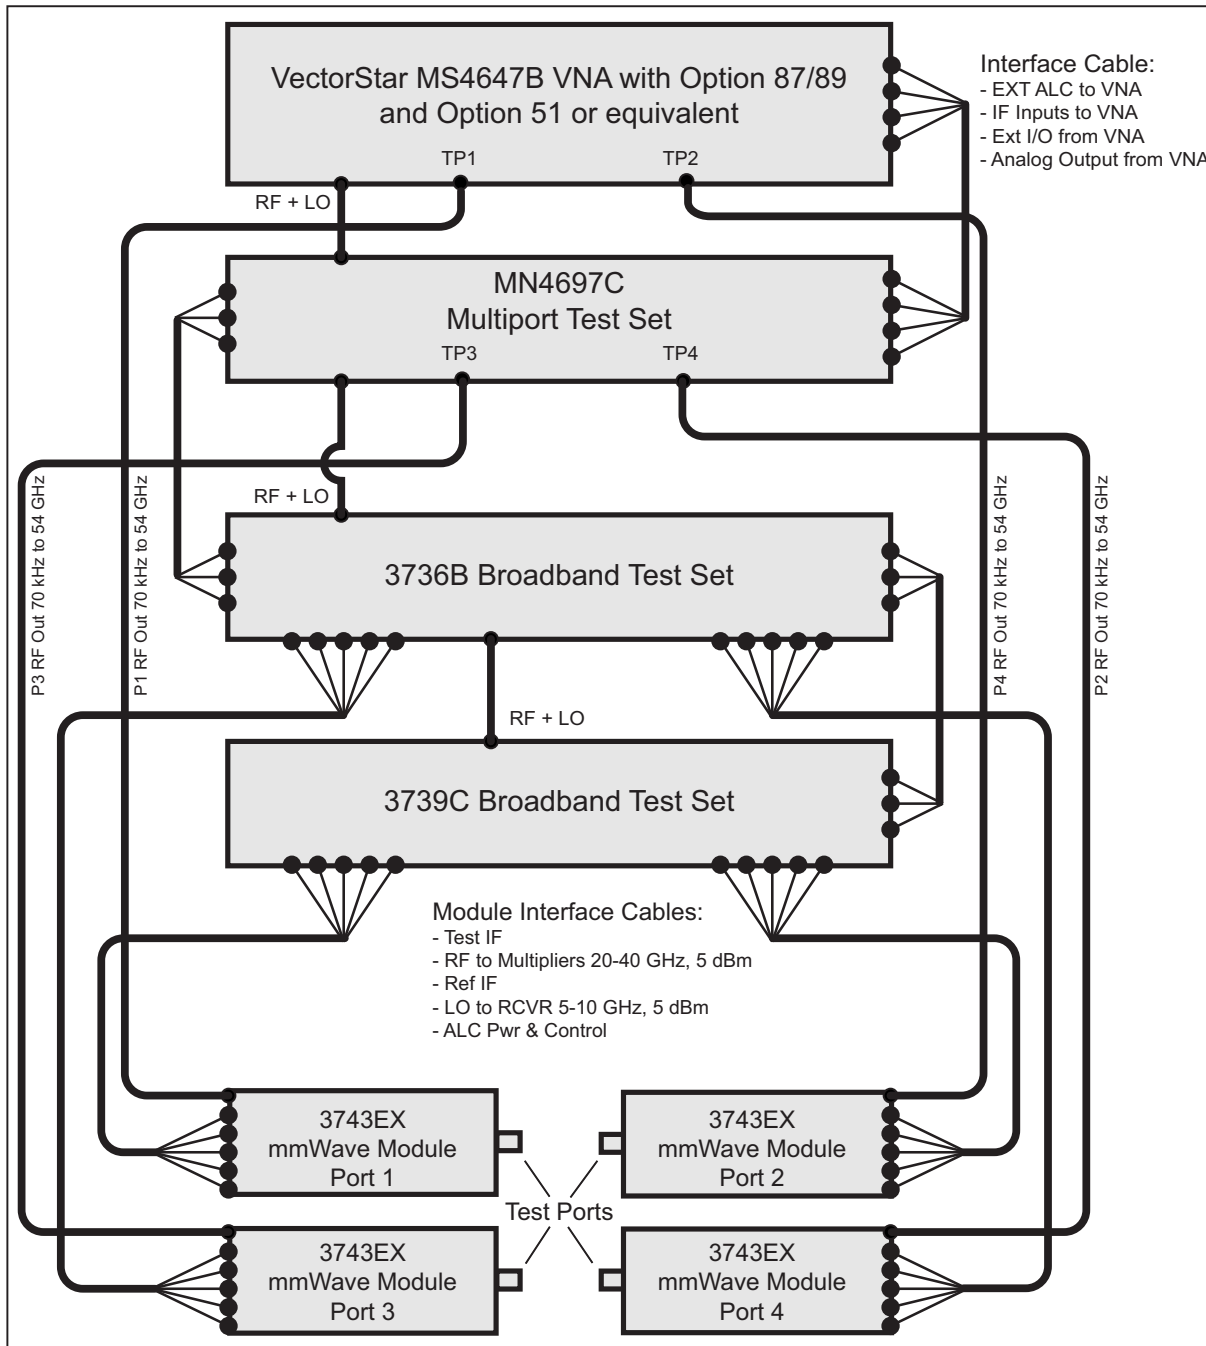 VectorStar MS4647B VNA with Option 87/89
and Option 51 or equivalent
TP1
TP2
Interface Cable:
- EXT ALC to VNA
- IF Inputs to VNA
- Ext I/O from VNA
- Analog Output from VNA
RF + LO
MN4697C
Multiport Test Set
TP3
TP4
RF + LO
P3 RF Out 70 kHz to 54 GHz
P1 RF Out 70 kHz to 54 GHz
P4 RF Out 70 kHz to 54 GHz
P2 RF Out 70 kHz to 54 GHz
3736B Broadband Test Set
RF + LO
3739C Broadband Test Set
Module Interface Cables:
- Test IF
- RF to Multipliers 20-40 GHz, 5 dBm
- Ref IF
- LO to RCVR 5-10 GHz, 5 dBm
- ALC Pwr & Control
3743EX
mmWave Module
Port 1
3743EX
mmWave Module
Port 2
Test Ports
3743EX
mmWave Module
Port 3
3743EX
mmWave Module
Port 4